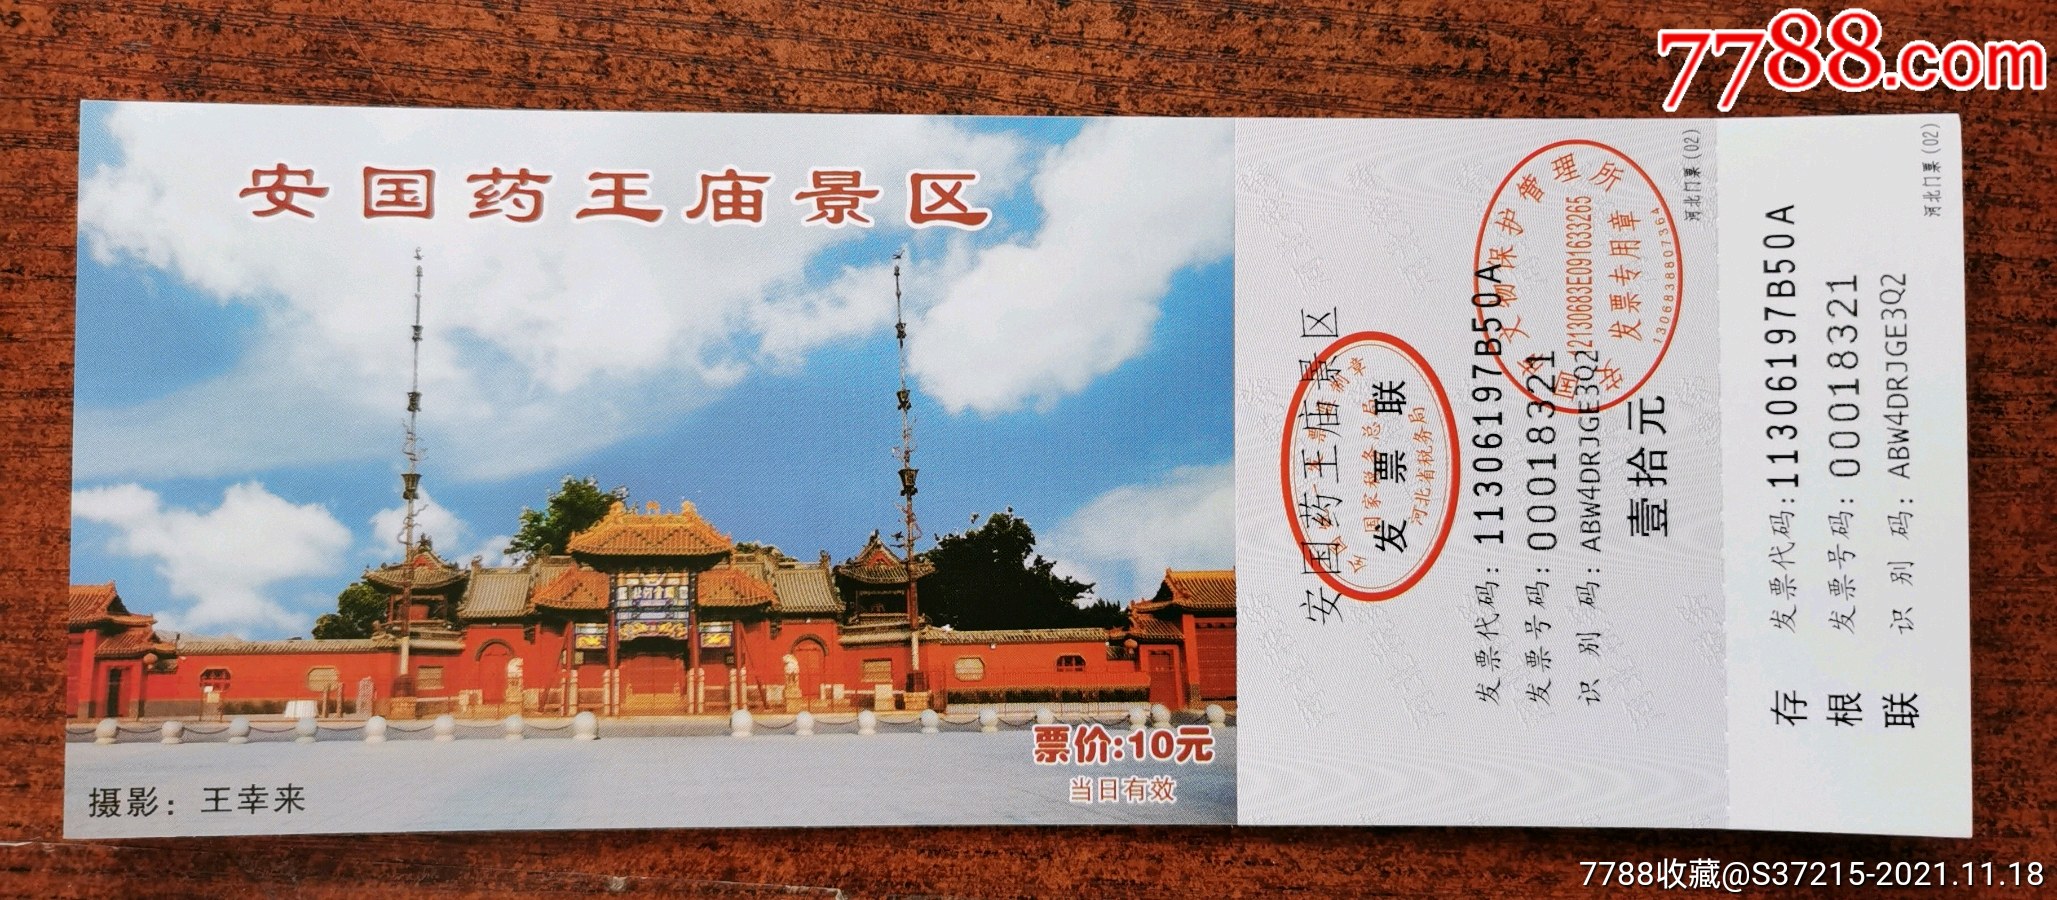 7788.com
安国药王庙景区
票价:10元
当日有效
摄影：王幸来
河北门票(02)
安国药王庙景区
国家税务总局
发票联
河北省税务局
发票代码:11306197B50A
发票号码:00018321
识别码:ABW4DRJGE3Q2
壹拾元
文物保护管理所
12130683E091633265
发票专用章
1306838807364
河北门票(02)
发票代码:11306197B50A
发票号码:00018321
识别码:ABW4DRJGE3Q2
存根联
7788收藏@S37215-2021.11.18